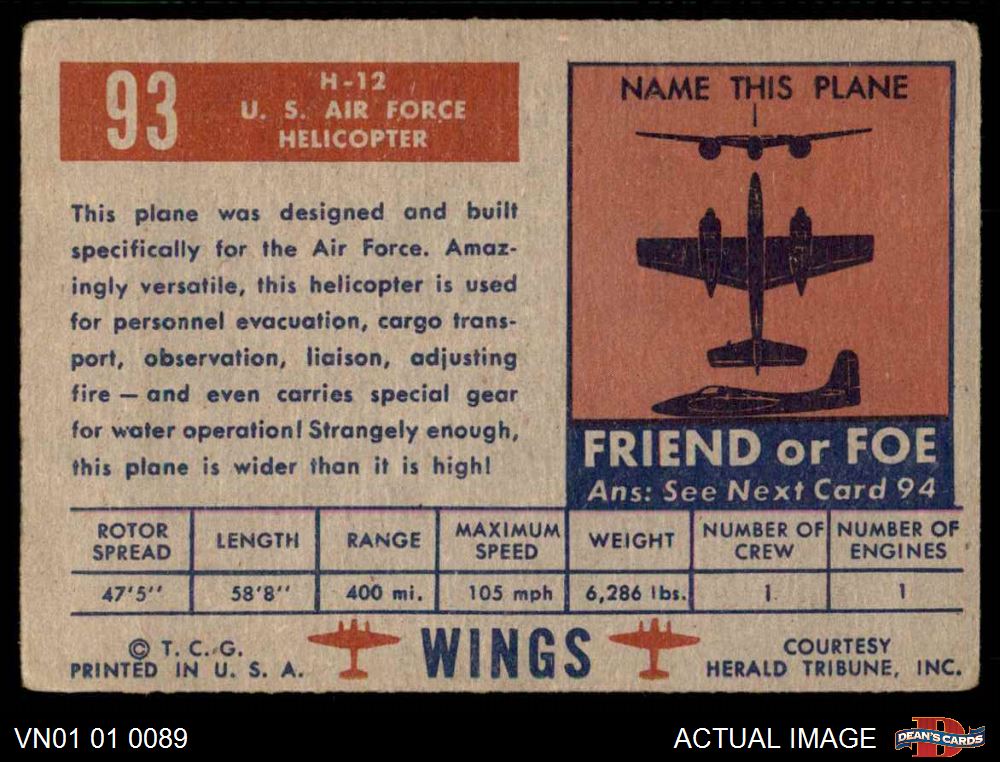 93
H-12
U. S. AIR FORCE
HELICOPTER
This plane was designed and built
specifically for the Air Force. Amaz-
ingly versatile, this helicopter is used
for personnel evacuation, cargo trans-
port, observation, liaison, adjusting
fire — and even carries special gear
for water operation! Strangely enough,
this plane is wider than it is high!
NAME THIS PLANE
FRIEND or FOE
Ans: See Next Card 94
ROTOR SPREAD LENGTH RANGE MAXIMUM SPEED WEIGHT NUMBER OF CREW NUMBER OF ENGINES
47'5'' 58'8'' 400 mi. 105 mph 6,286 lbs. 1 1
© T. C. G.
PRINTED IN U. S. A.
WINGS
COURTESY
HERALD TRIBUNE, INC.
VN01 01 0089
ACTUAL IMAGE
D
DEAN'S CARDS